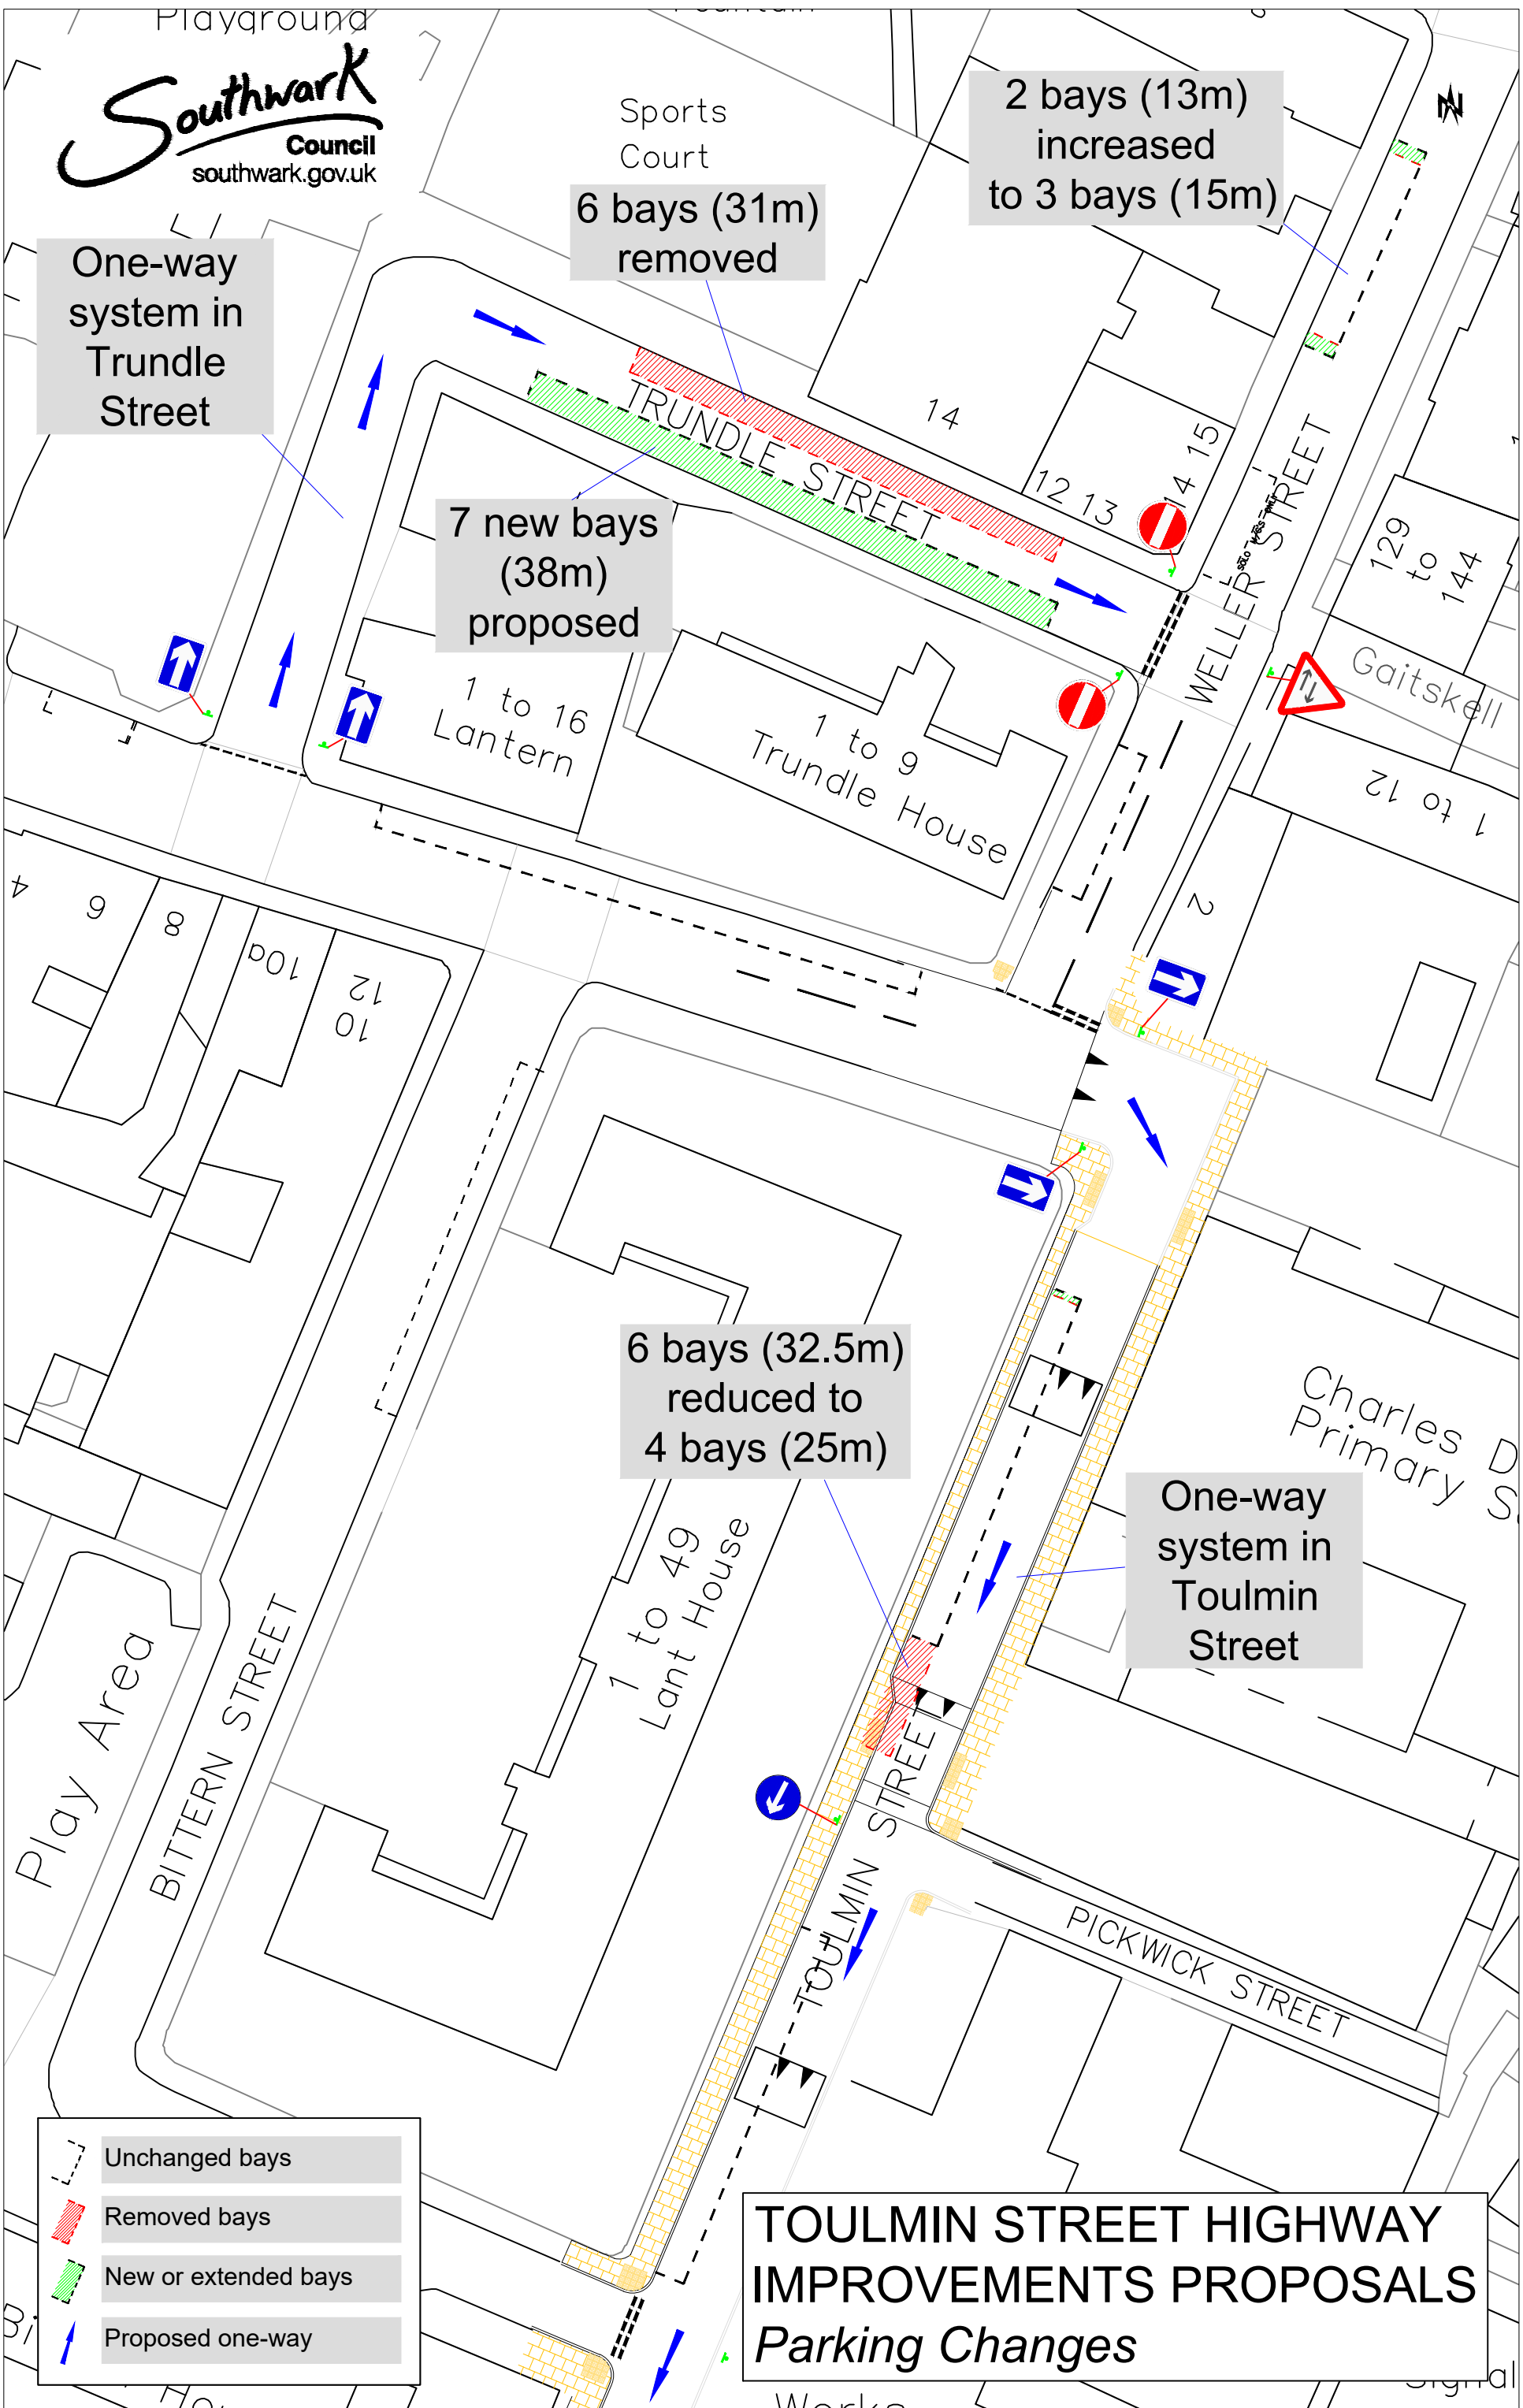 Playground
Fountain
Southwark
Council
southwark.gov.uk
Sports
Court
2 bays (13m)
increased
to 3 bays (15m)
N
6 bays (31m)
removed
One-way
system in
Trundle
Street
TRUNDLE STREET
14
12 13
14 15
7 new bays
(38m)
proposed
WELLER STREET
129
to
144
Gaitskell
1 to 16
Lantern
1 to 9
Trundle House
1 to 12
2
4
6
8
10a
12
10
6 bays (32.5m)
reduced to
4 bays (25m)
Charles D
Primary S
One-way
system in
Toulmin
Street
1 to 49
Lant House
Play Area
BITTERN STREET
TOULMIN STREET
PICKWICK STREET
Unchanged bays
Removed bays
New or extended bays
Proposed one-way
TOULMIN STREET HIGHWAY
IMPROVEMENTS PROPOSALS
Parking Changes
Works